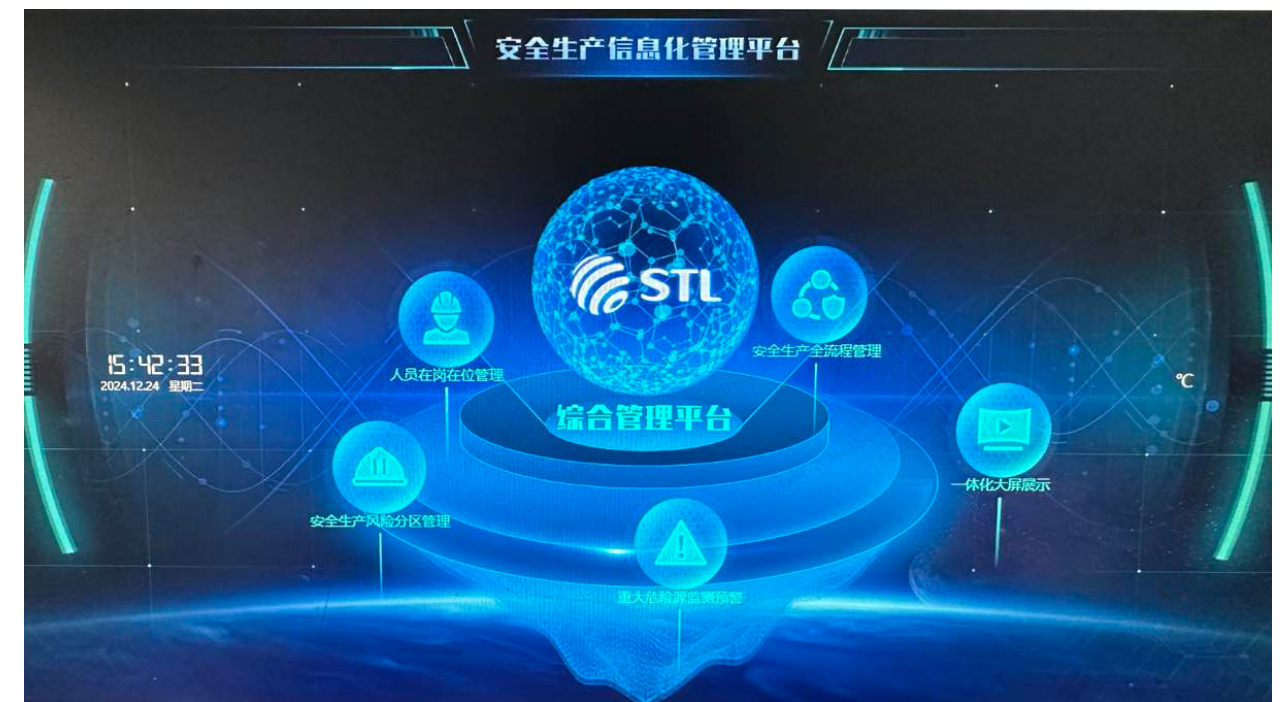 安全生产信息化管理平台
STL
安全生产全流程管理
人员在岗在位管理
15:42:33
2024.12.24 星期二
℃
综合管理平台
一体化大屏展示
安全生产风险分区管理
重大危险源监测预警